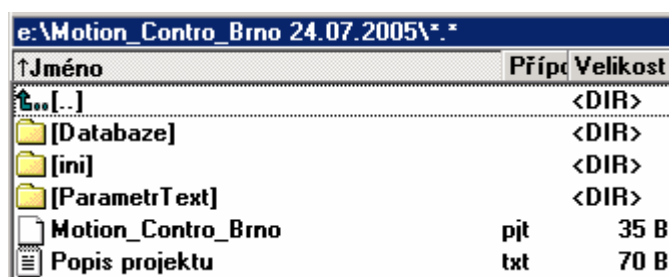 e:\Motion_Contro_Brno 24.07.2005\*.*
↑Jméno Přípo Velikost
[..] <DIR>
[Databaze] <DIR>
[ini] <DIR>
[ParametrText] <DIR>
Motion_Contro_Brno pjt 35 B
Popis projektu txt 70 B